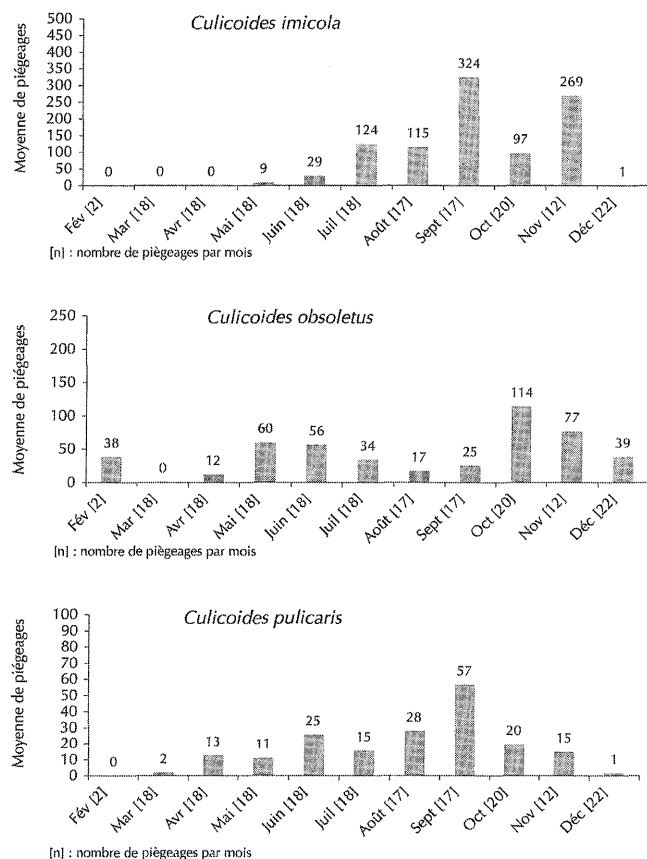 Culicoides imicola
Moyenne de piégeages
500
450
400
350
300
250
200
150
100
50
0
0 0 0 9 29 124 115 324 97 269 1
Fév [2] Mar [18] Avr [18] Mai [18] Juin [18] Juil [18] Août [17] Sept [17] Oct [20] Nov [12] Déc [22]
[n] : nombre de piègeages par mois
Culicoides obsoletus
Moyenne de piégeages
250
200
150
100
50
0
38 0 12 60 56 34 17 25 114 77 39
Fév [2] Mar [18] Avr [18] Mai [18] Juin [18] Juil [18] Août [17] Sept [17] Oct [20] Nov [12] Déc [22]
[n] : nombre de piègeages par mois
Culicoides pulicaris
Moyenne de piégeages
100
90
80
70
60
50
40
30
20
10
0
0 2 13 11 25 15 28 57 20 15 1
Fév [2] Mar [18] Avr [18] Mai [18] Juin [18] Juil [18] Août [17] Sept [17] Oct [20] Nov [12] Déc [22]
[n] : nombre de piègeages par mois